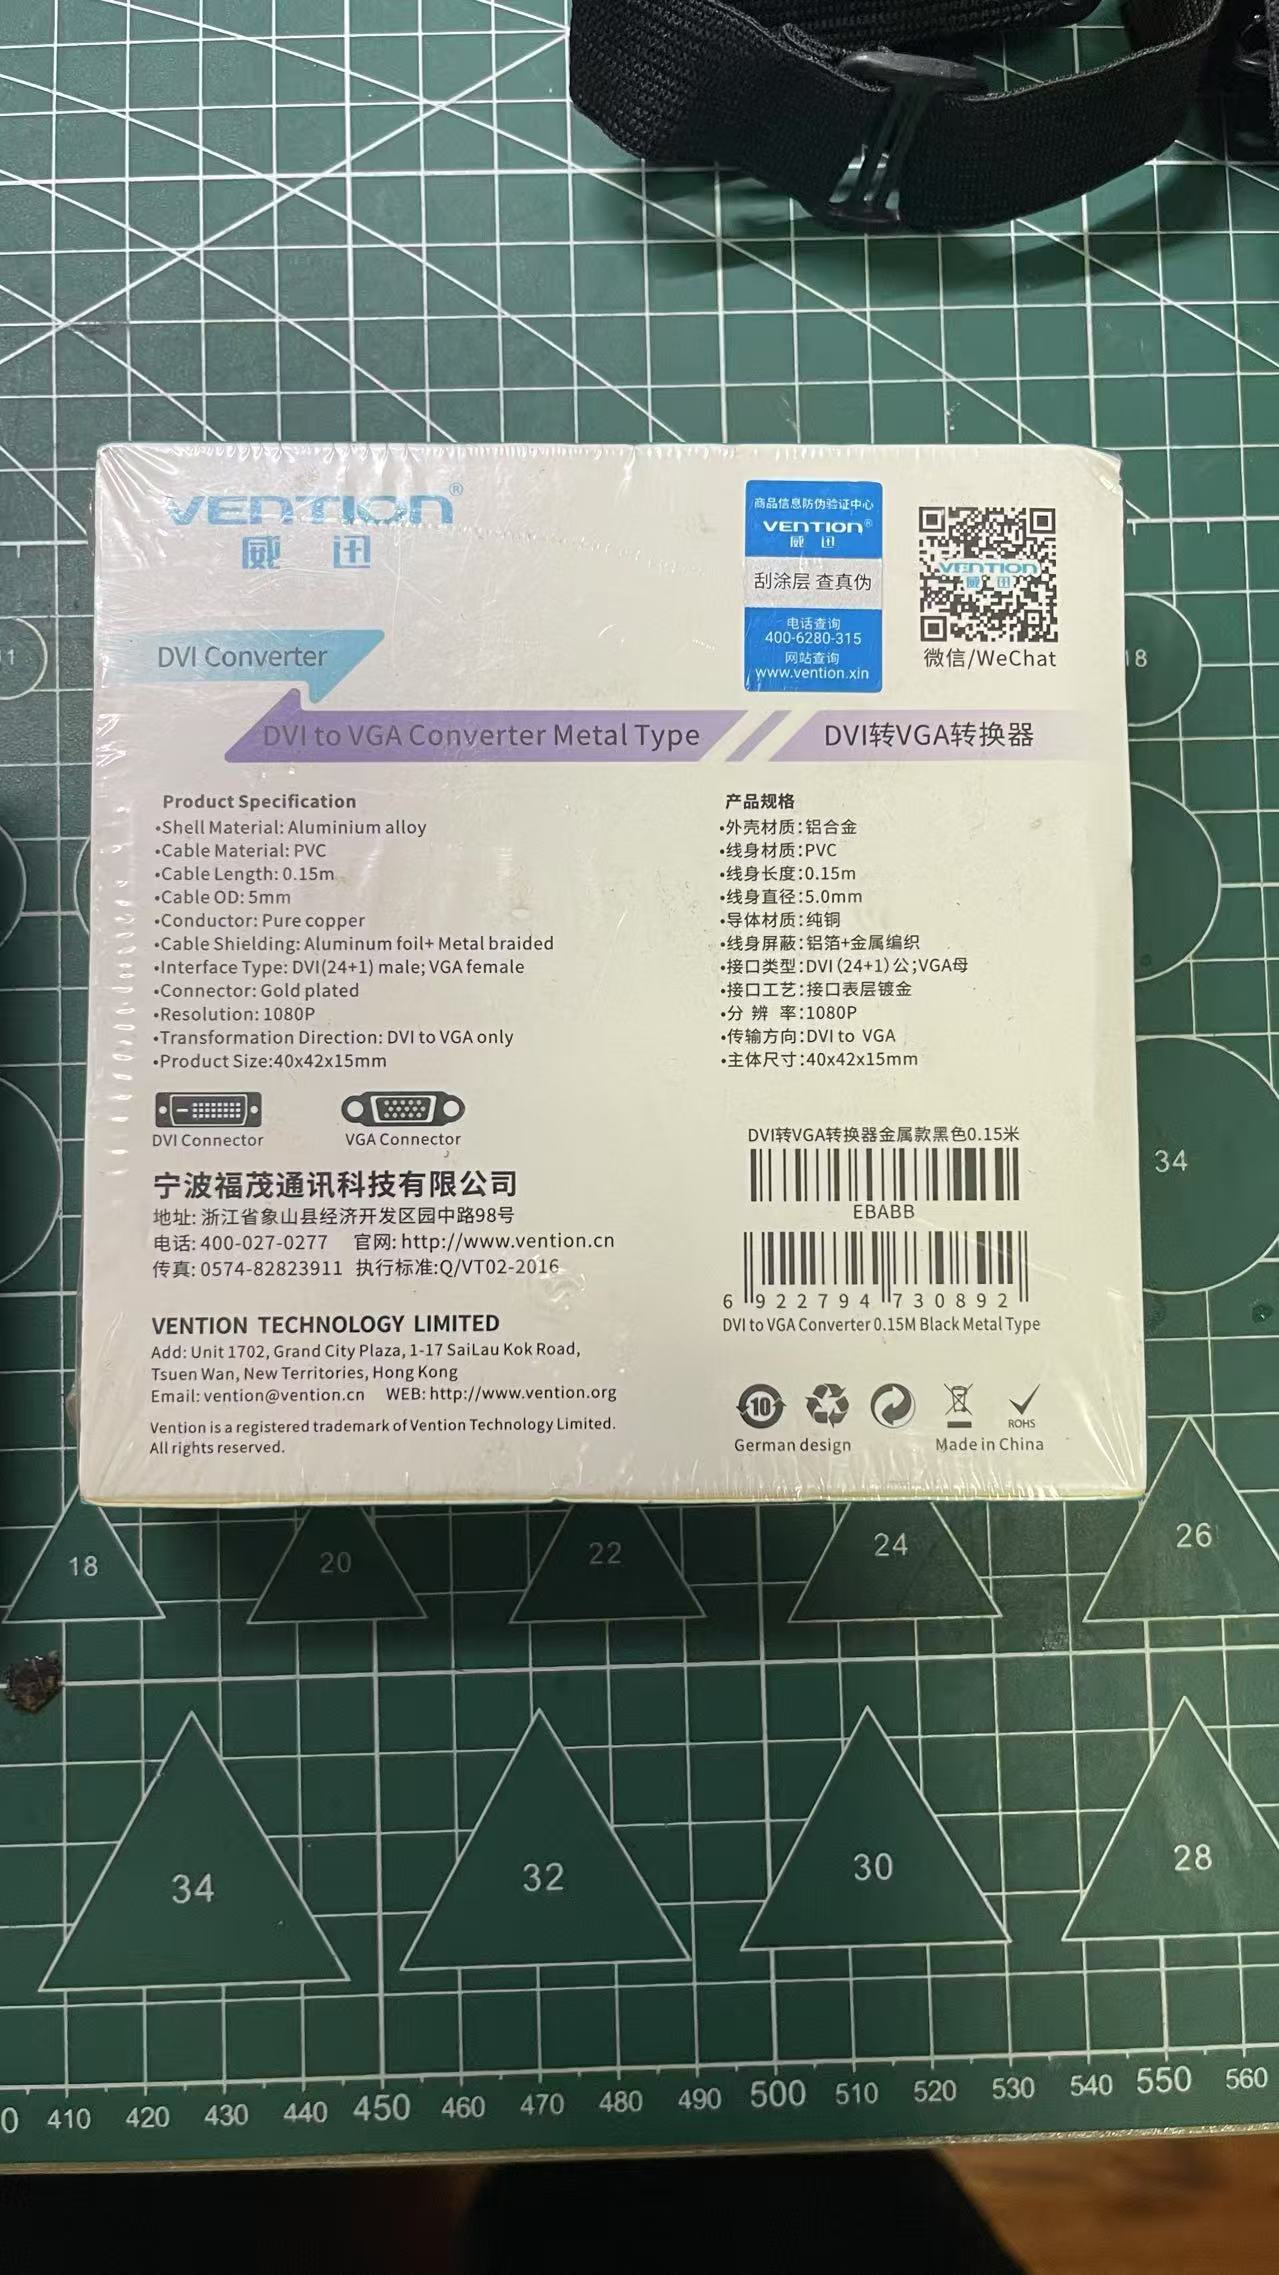 VENTION®
威迅
商品信息防伪验证中心
VENTION®
威迅
刮涂层 查真伪
电话查询
400-6280-315
网站查询
www.vention.xin
VENTION
威迅
微信/WeChat
DVI Converter
DVI to VGA Converter Metal Type
DVI转VGA转换器
Product Specification
•Shell Material: Aluminium alloy
•Cable Material: PVC
•Cable Length: 0.15m
•Cable OD: 5mm
•Conductor: Pure copper
•Cable Shielding: Aluminum foil+ Metal braided
•Interface Type: DVI(24+1) male; VGA female
•Connector: Gold plated
•Resolution: 1080P
•Transformation Direction: DVI to VGA only
•Product Size:40x42x15mm
产品规格
•外壳材质:铝合金
•线身材质:PVC
•线身长度:0.15m
•线身直径:5.0mm
•导体材质:纯铜
•线身屏蔽:铝箔+金属编织
•接口类型:DVI(24+1)公;VGA母
•接口工艺:接口表层镀金
•分 辨 率:1080P
•传输方向:DVI to VGA
•主体尺寸:40x42x15mm
DVI Connector
VGA Connector
宁波福茂通讯科技有限公司
地址: 浙江省象山县经济开发区园中路98号
电话: 400-027-0277 官网: http://www.vention.cn
传真: 0574-82823911 执行标准:Q/VT02-2016
VENTION TECHNOLOGY LIMITED
Add: Unit 1702, Grand City Plaza, 1-17 SaiLau Kok Road,
Tsuen Wan, New Territories, Hong Kong
Email: vention@vention.cn WEB: http://www.vention.org
Vention is a registered trademark of Vention Technology Limited.
All rights reserved.
DVI转VGA转换器金属款黑色0.15米
EBABB
6 922794 730892
DVI to VGA Converter 0.15M Black Metal Type
10
ROHS
German design
Made in China
18
34
18
20
22
24
26
34
32
30
28
410 420 430 440 450 460 470 480 490 500 510 520 530 540 550 560